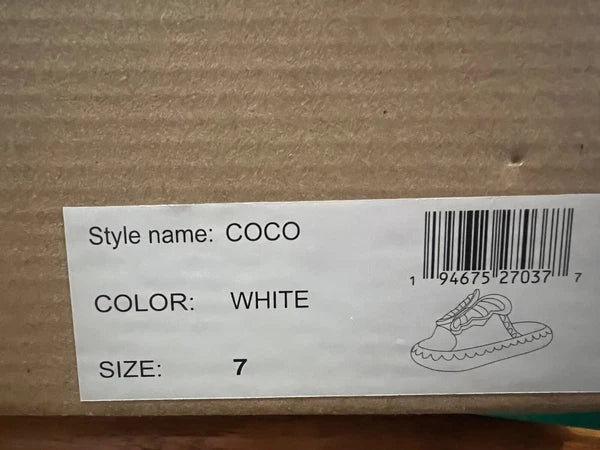 Style name: COCO
COLOR: WHITE
SIZE: 7
1 94675 27037 7